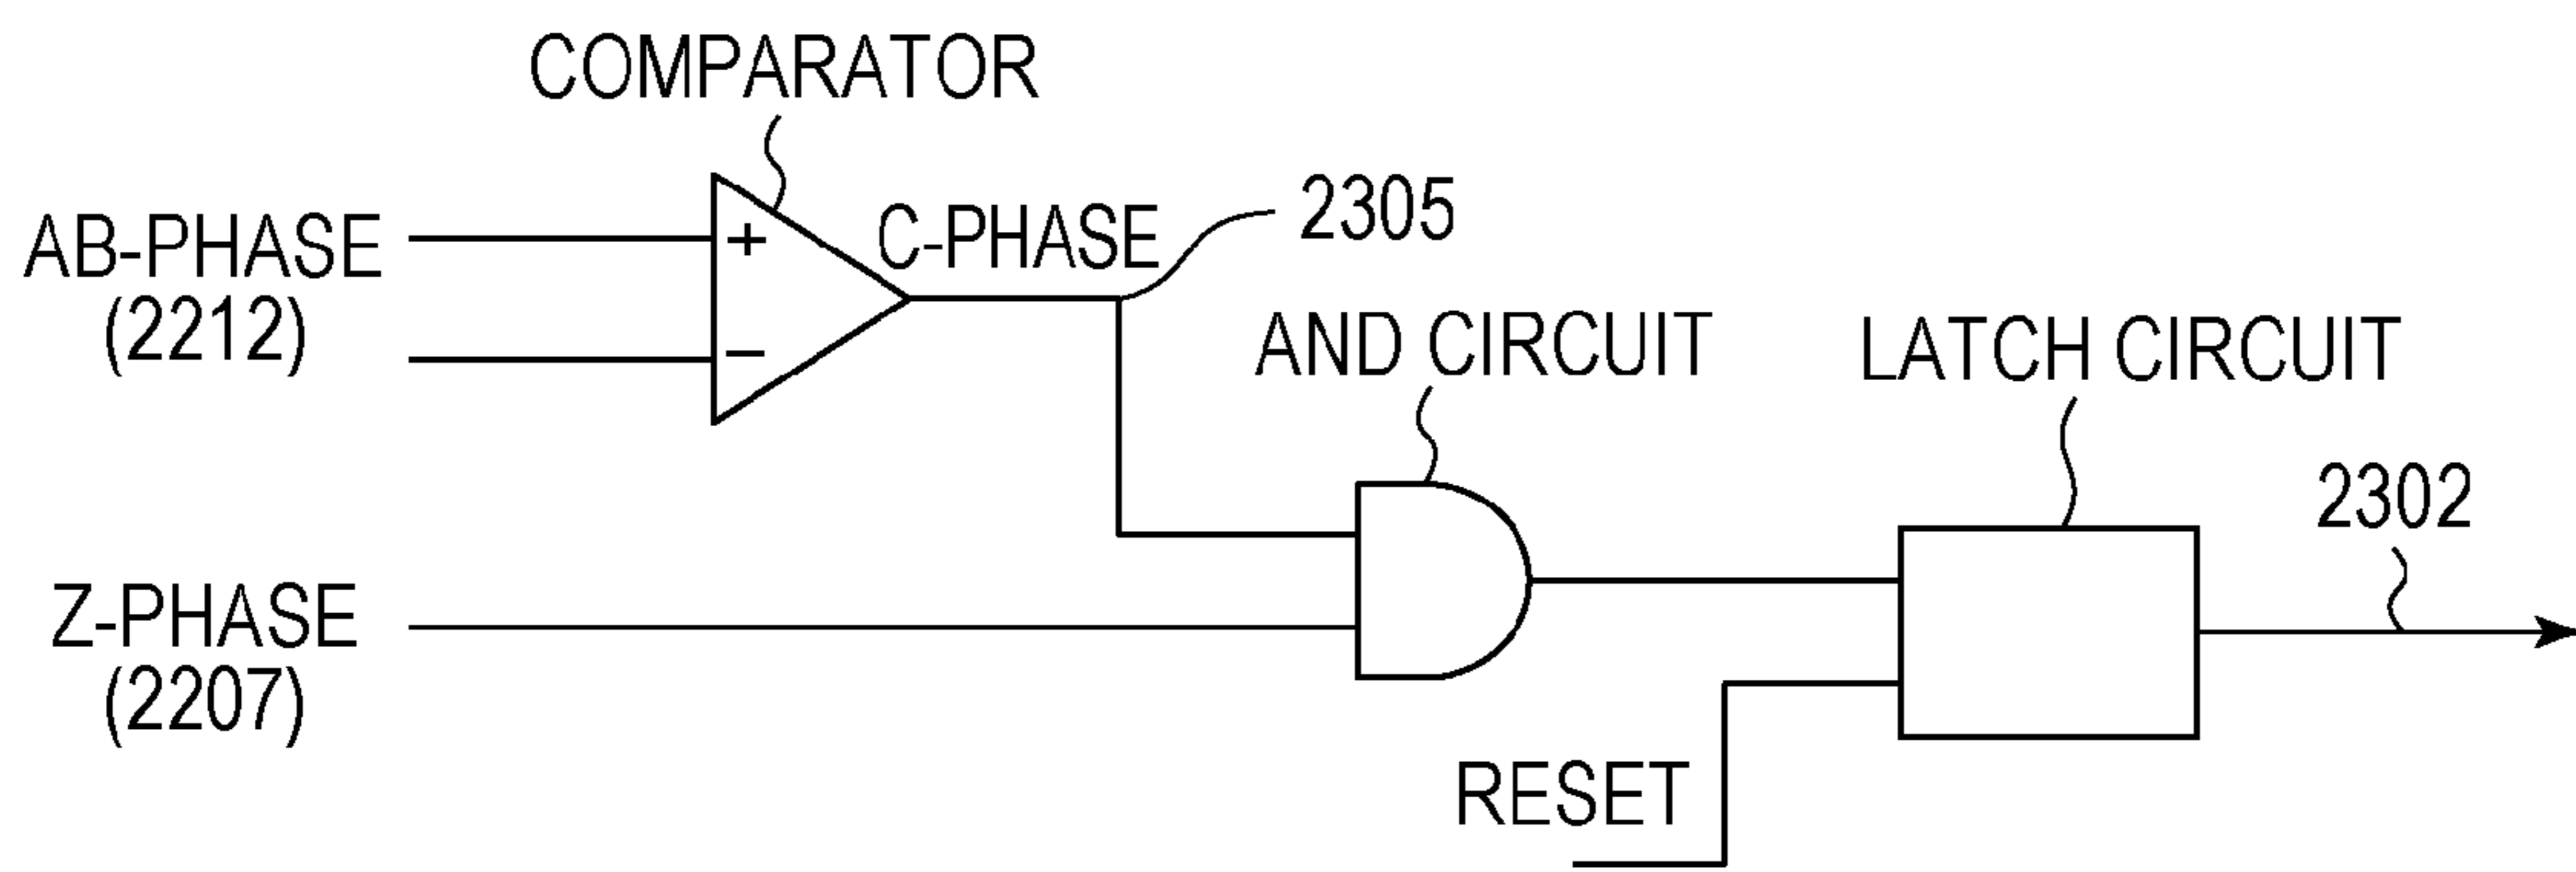 COMPARATOR
AB-PHASE
(2212)
+
−
C-PHASE
2305
AND CIRCUIT
LATCH CIRCUIT
2302
Z-PHASE
(2207)
RESET